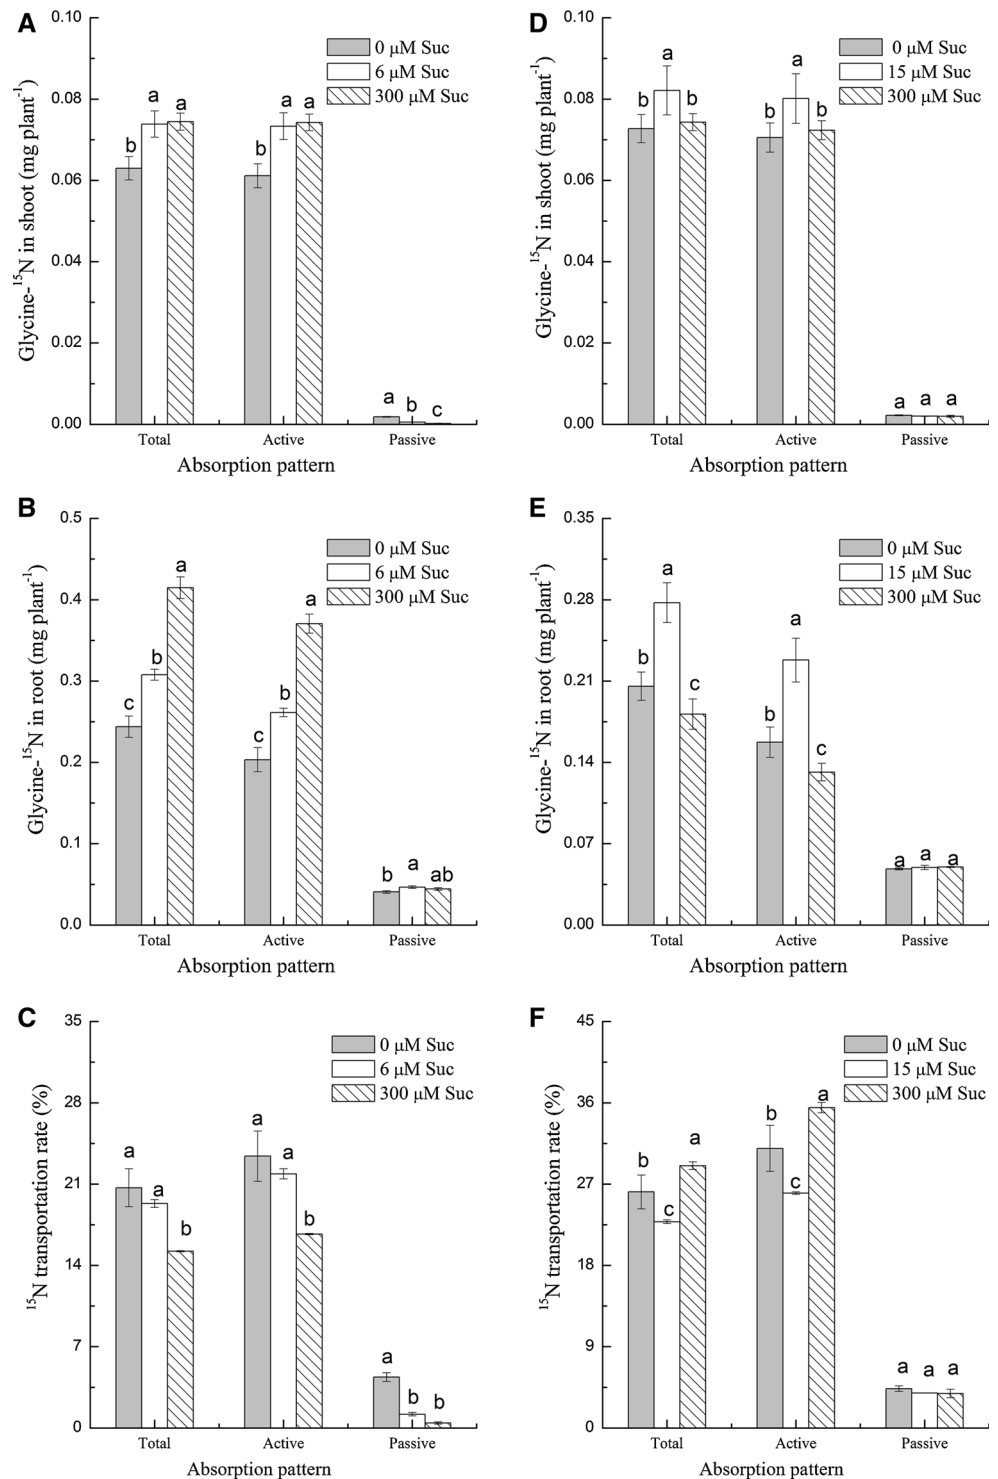 A
0.10
0.08
0.06
0.04
0.02
0.00
Glycine-¹⁵N in shoot (mg plant⁻¹)
0 μM Suc
6 μM Suc
300 μM Suc
b a a
b a a
a b c
Total Active Passive
Absorption pattern
D
0.10
0.08
0.06
0.04
0.02
0.00
Glycine-¹⁵N in shoot (mg plant⁻¹)
0 μM Suc
15 μM Suc
300 μM Suc
b a b
b a b
a a a
Total Active Passive
Absorption pattern
B
0.5
0.4
0.3
0.2
0.1
0.0
Glycine-¹⁵N in root (mg plant⁻¹)
0 μM Suc
6 μM Suc
300 μM Suc
c b a
c b a
b a ab
Total Active Passive
Absorption pattern
E
0.35
0.28
0.21
0.14
0.07
0.00
Glycine-¹⁵N in root (mg plant⁻¹)
0 μM Suc
15 μM Suc
300 μM Suc
b a c
b a c
a a a
Total Active Passive
Absorption pattern
C
35
28
21
14
7
0
¹⁵N transportation rate (%)
0 μM Suc
6 μM Suc
300 μM Suc
a a b
a a b
a b b
Total Active Passive
Absorption pattern
F
45
36
27
18
9
0
¹⁵N transportation rate (%)
0 μM Suc
15 μM Suc
300 μM Suc
b c a
b c a
a a a
Total Active Passive
Absorption pattern